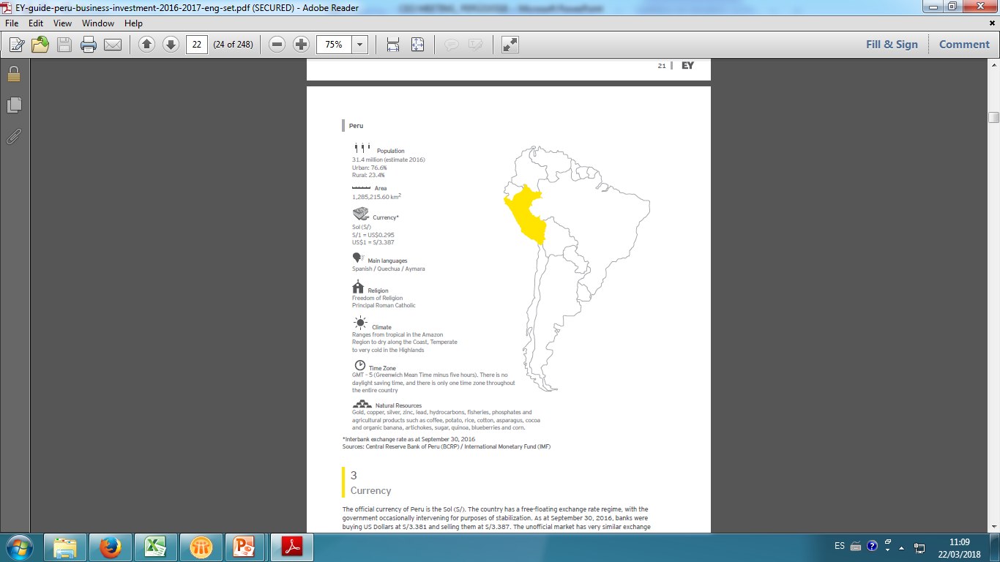 EY-guide-peru-business-investment-2016-2017-eng-set.pdf (SECURED) - Adobe Reader
File Edit View Window Help
22 (24 of 248) 75% Fill & Sign Comment
21 | EY
Peru
Population
31.4 million (estimate 2016)
Urban: 76.6%
Rural: 23.4%
Area
1,285,215.60 km²
Currency*
Sol (S/)
S/1 = US$0.295
US$1 = S/3.387
Main languages
Spanish / Quechua / Aymara
Religion
Freedom of Religion
Principal Roman Catholic
Climate
Ranges from tropical in the Amazon
Region to dry along the Coast, Temperate
to very cold in the Highlands
Time Zone
GMT - 5 (Greenwich Mean Time minus five hours). There is no
daylight saving time, and there is only one time zone throughout
the entire country
Natural Resources
Gold, copper, silver, zinc, lead, hydrocarbons, fisheries, phosphates and
agricultural products such as coffee, potato, rice, cotton, asparagus, cocoa
and organic banana, artichokes, sugar, quinoa, blueberries and corn.
*Interbank exchange rate as at September 30, 2016
Sources: Central Reserve Bank of Peru (BCRP) / International Monetary Fund (IMF)
3
Currency
The official currency of Peru is the Sol (S/). The country has a free-floating exchange rate regime, with the
government occasionally intervening for purposes of stabilization. As at September 30, 2016, banks were
buying US Dollars at S/3.381 and selling them at S/3.387. The unofficial market has very similar exchange
ES 11:09
22/03/2018